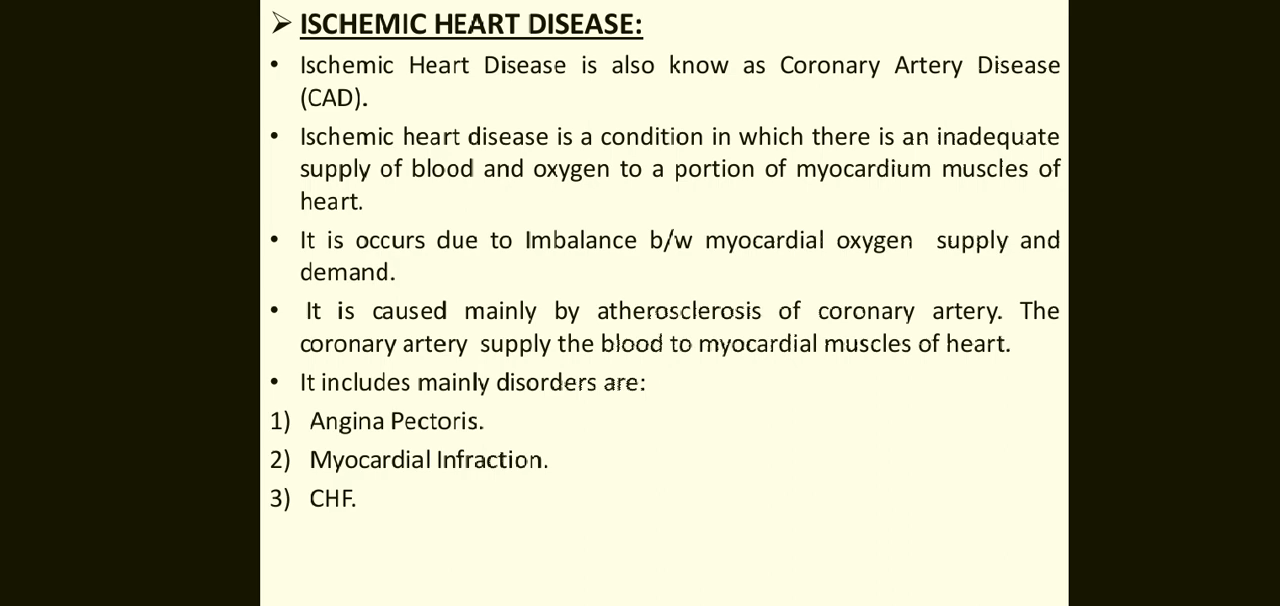 ➢ ISCHEMIC HEART DISEASE:
• Ischemic Heart Disease is also know as Coronary Artery Disease
(CAD).
• Ischemic heart disease is a condition in which there is an inadequate
supply of blood and oxygen to a portion of myocardium muscles of
heart.
• It is occurs due to Imbalance b/w myocardial oxygen supply and
demand.
• It is caused mainly by atherosclerosis of coronary artery. The
coronary artery supply the blood to myocardial muscles of heart.
• It includes mainly disorders are:
1) Angina Pectoris.
2) Myocardial Infraction.
3) CHF.